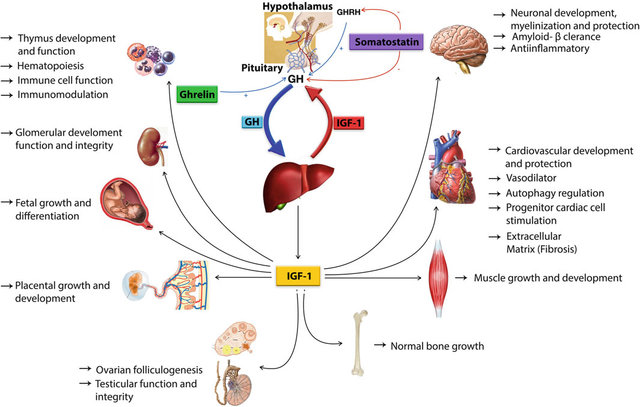 Hypothalamus
GHRH
Somatostatin
Pituitary
GH
Ghrelin
+
+
-
-
GH
IGF-1
→ Thymus development
and function
→ Hematopoiesis
→ Immune cell function
→ Immunomodulation
→ Glomerular develoment
function and integrity
→ Fetal growth and
differentiation
→ Placental growth and
development
→ Neuronal development,
myelinization and protection
→ Amyloid- β clerance
→ Antiinflammatory
→ Cardiovascular development
and protection
→ Vasodilator
→ Autophagy regulation
→ Progenitor cardiac cell
stimulation
→ Extracellular
Matrix (Fibrosis)
IGF-1
→ Muscle growth and development
→ Normal bone growth
→ Ovarian folliculogenesis
→ Testicular function and
integrity